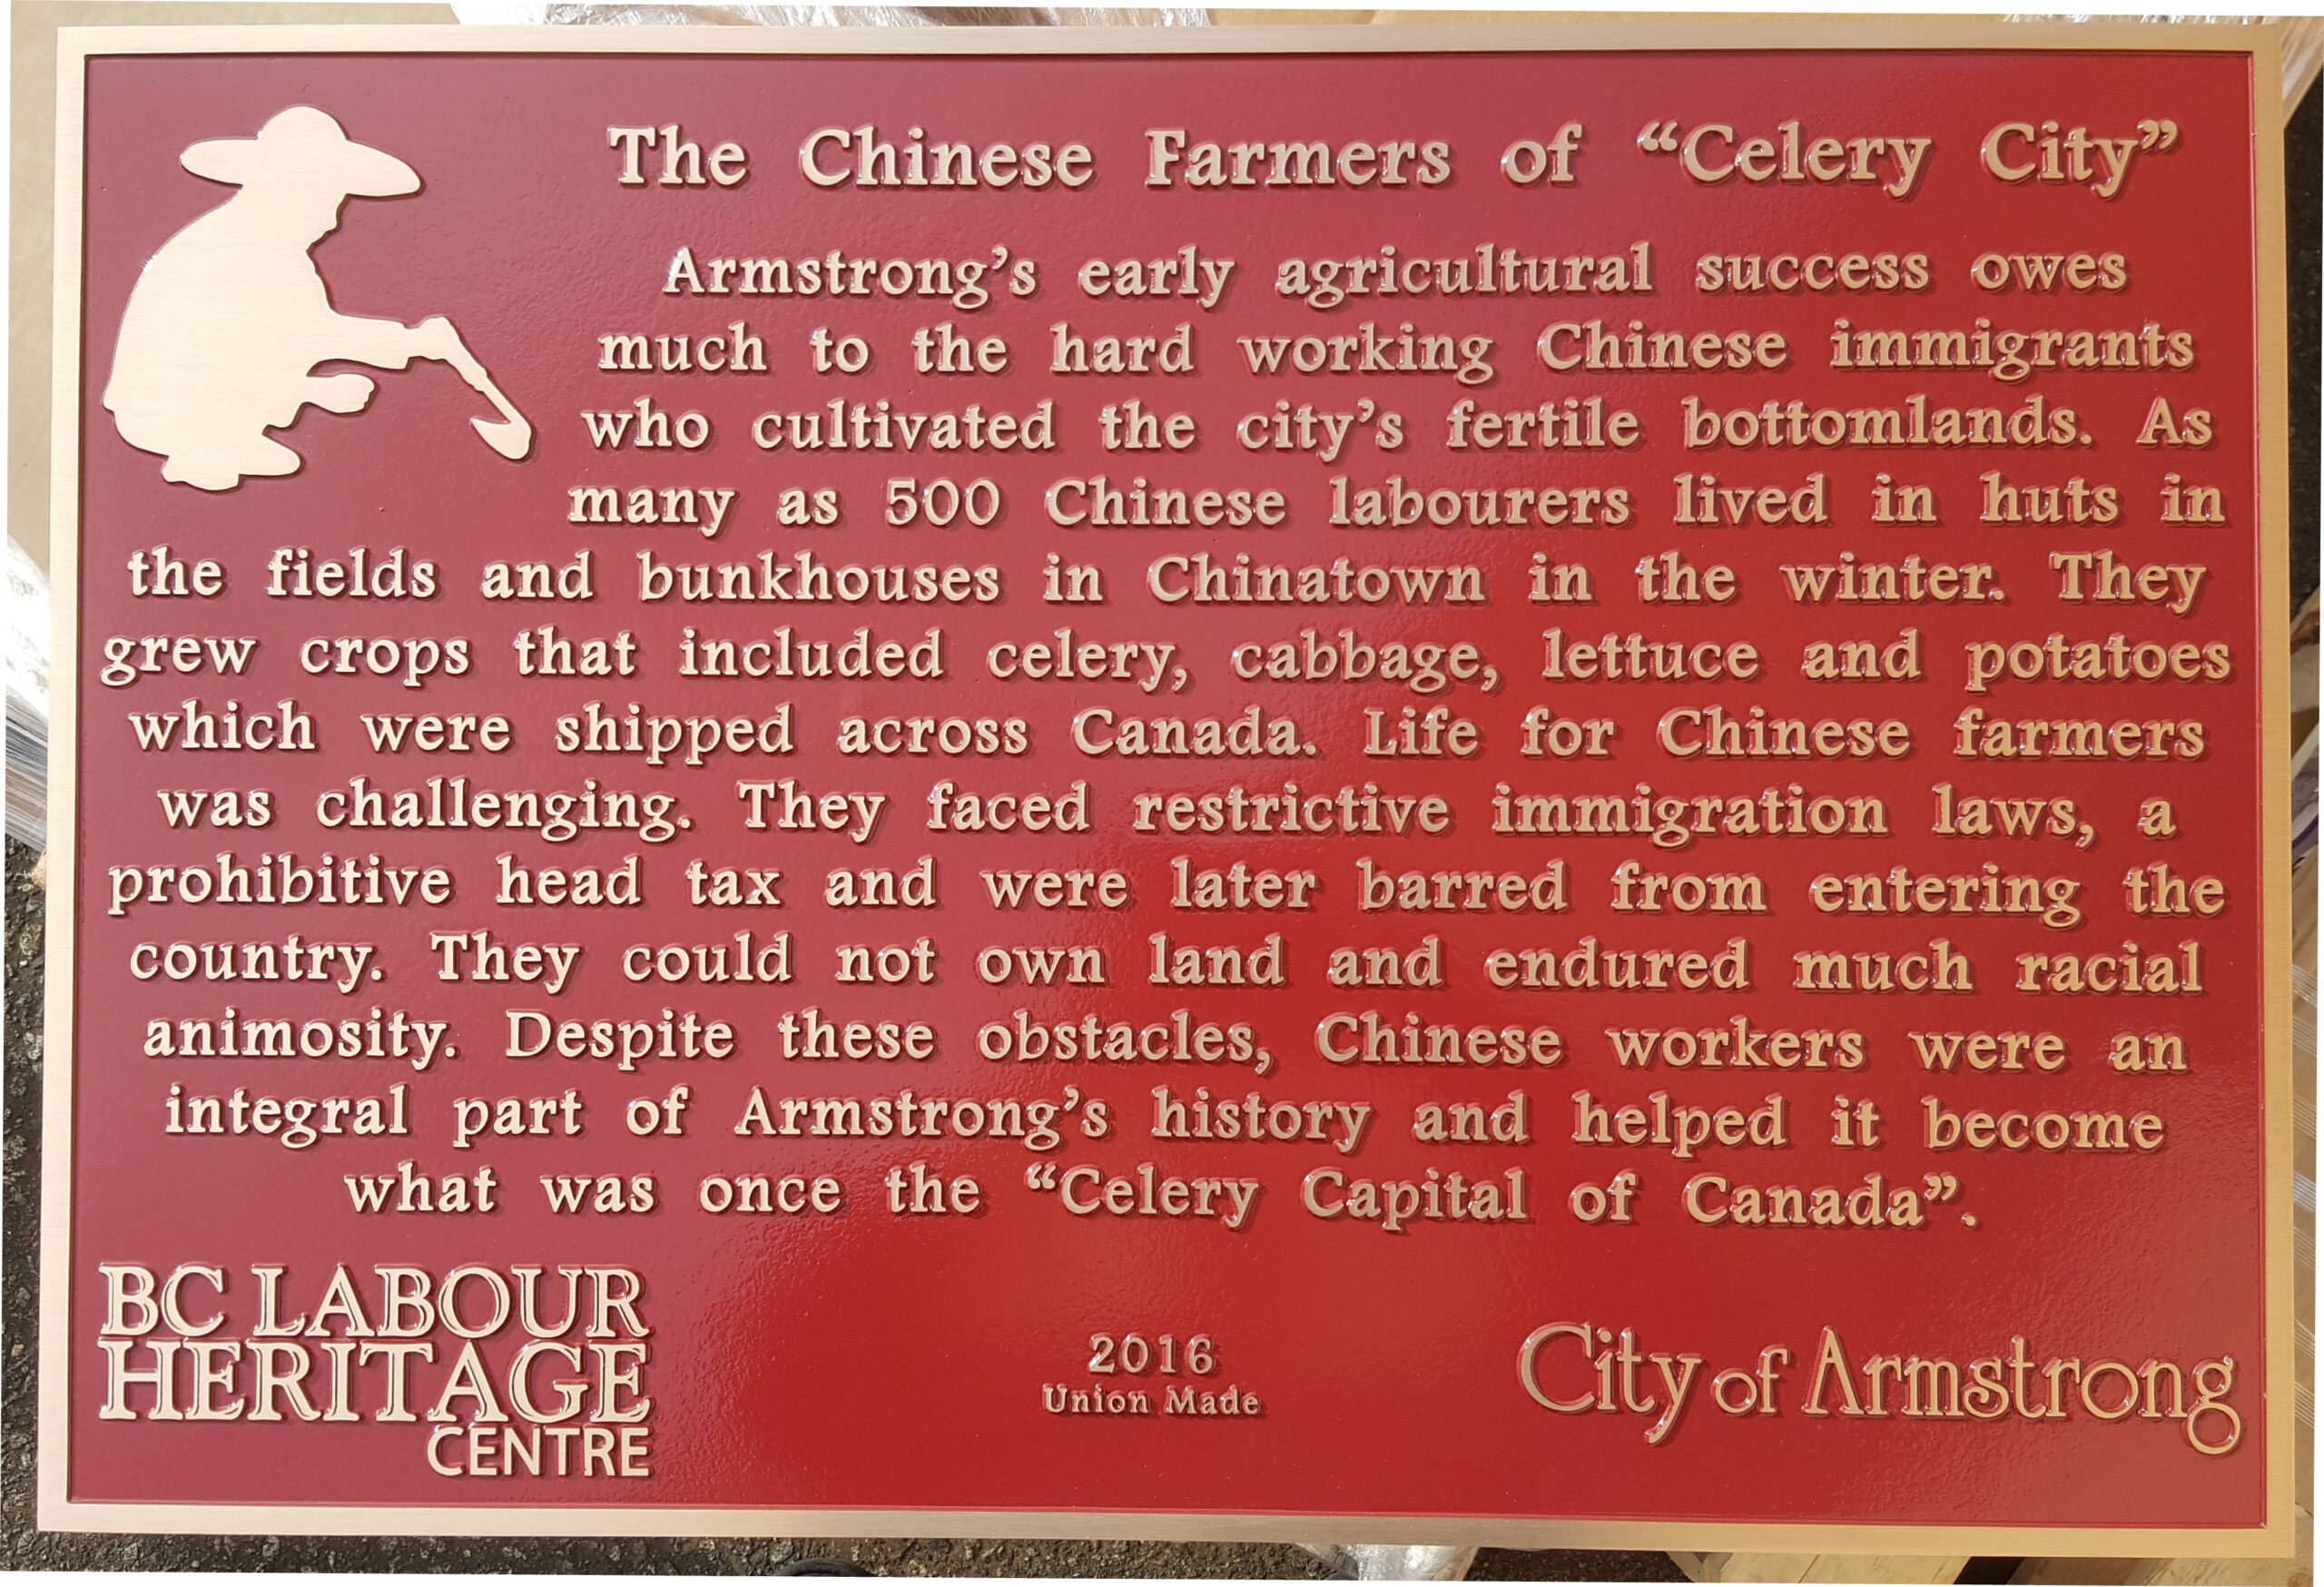 The Chinese Farmers of “Celery City”
Armstrong’s early agricultural success owes
much to the hard working Chinese immigrants
who cultivated the city’s fertile bottomlands. As
many as 500 Chinese labourers lived in huts in
the fields and bunkhouses in Chinatown in the winter. They
grew crops that included celery, cabbage, lettuce and potatoes
which were shipped across Canada. Life for Chinese farmers
was challenging. They faced restrictive immigration laws, a
prohibitive head tax and were later barred from entering the
country. They could not own land and endured much racial
animosity. Despite these obstacles, Chinese workers were an
integral part of Armstrong’s history and helped it become
what was once the “Celery Capital of Canada”.
BC LABOUR
HERITAGE
CENTRE
2016
Union Made
City of Armstrong